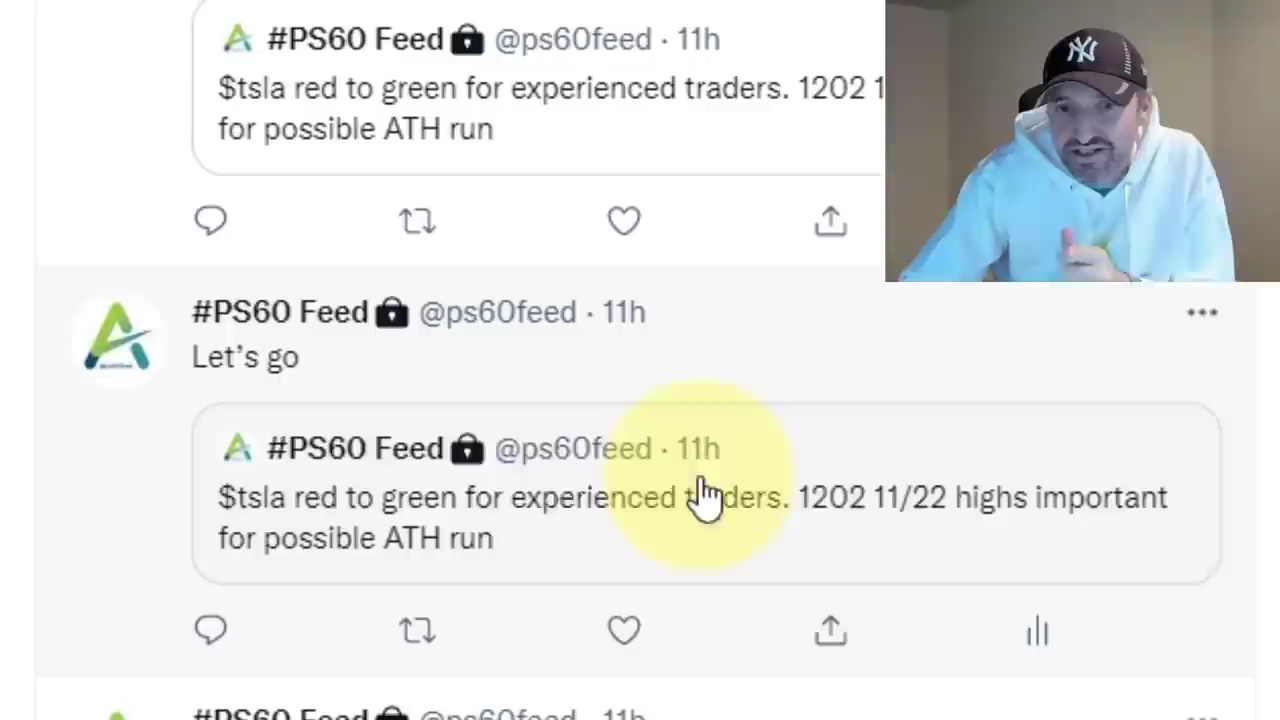 #PS60 Feed @ps60feed · 11h
$tsla red to green for experienced traders. 1202 1
for possible ATH run
NY
#PS60 Feed @ps60feed · 11h
Let’s go
#PS60 Feed @ps60feed · 11h
$tsla red to green for experienced traders. 1202 11/22 highs important
for possible ATH run
#PS60 Feed @ps60feed · 11h